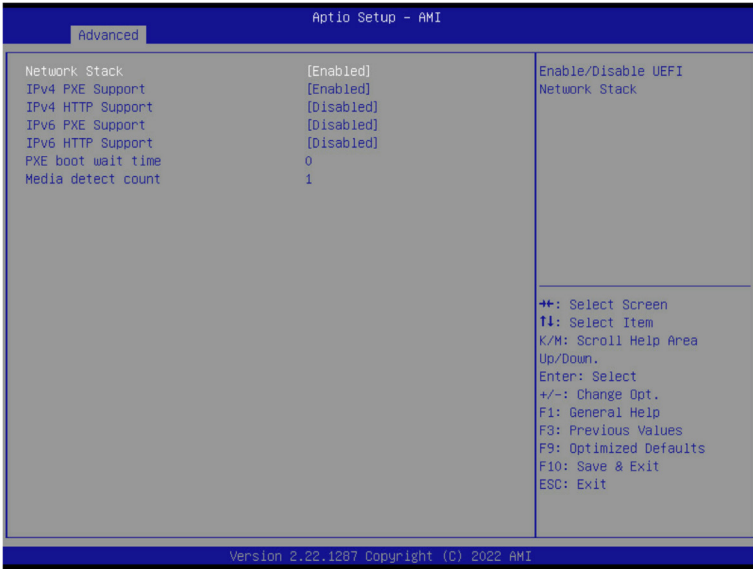 Aptio Setup – AMI
Advanced
Network Stack [Enabled]
IPv4 PXE Support [Enabled]
IPv4 HTTP Support [Disabled]
IPv6 PXE Support [Disabled]
IPv6 HTTP Support [Disabled]
PXE boot wait time 0
Media detect count 1
Enable/Disable UEFI
Network Stack
→←: Select Screen
↑↓: Select Item
K/M: Scroll Help Area
Up/Down.
Enter: Select
+/-: Change Opt.
F1: General Help
F3: Previous Values
F9: Optimized Defaults
F10: Save & Exit
ESC: Exit
Version 2.22.1287 Copyright (C) 2022 AMI